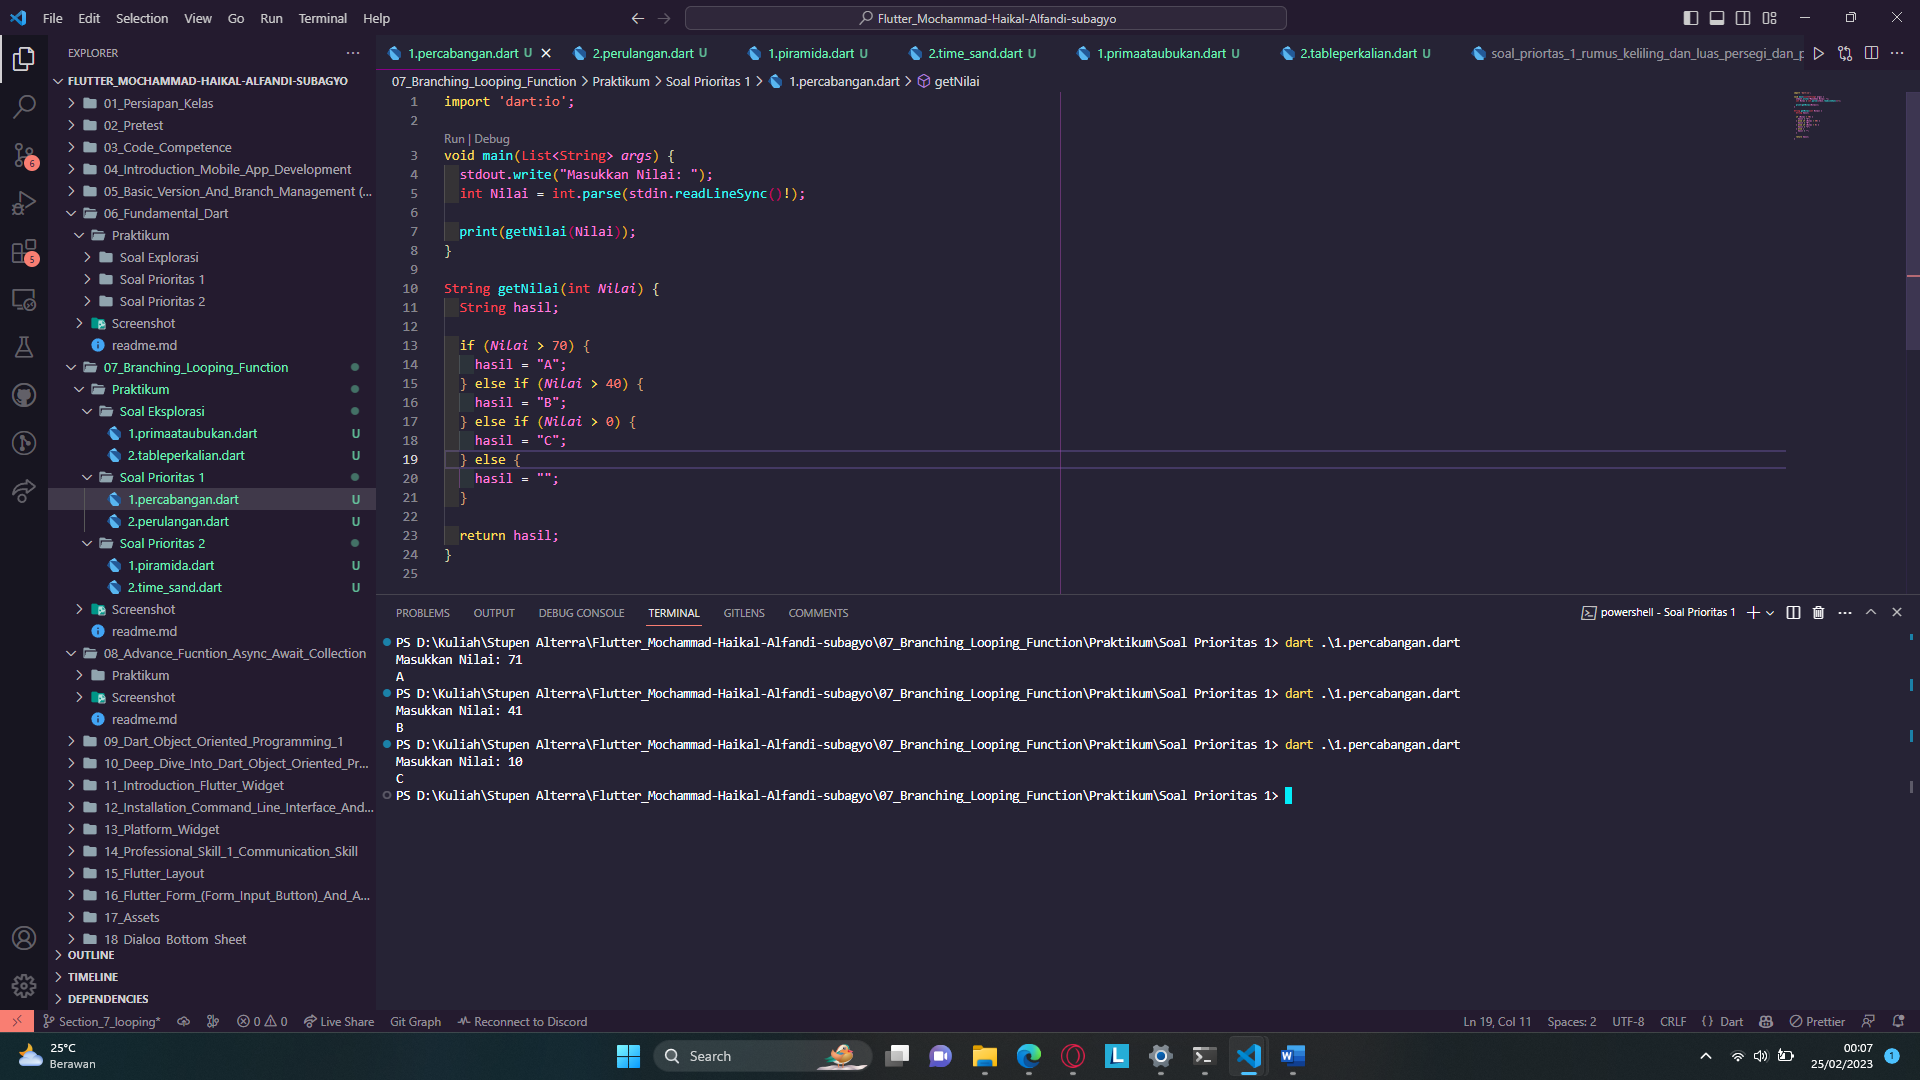 File Edit Selection View Go Run Terminal Help
Flutter_Mochammad-Haikal-Alfandi-subagyo
EXPLORER
FLUTTER_MOCHAMMAD-HAIKAL-ALFANDI-SUBAGYO
01_Persiapan_Kelas
02_Pretest
03_Code_Competence
04_Introduction_Mobile_App_Development
05_Basic_Version_And_Branch_Management (...
06_Fundamental_Dart
Praktikum
Soal Explorasi
Soal Prioritas 1
Soal Prioritas 2
Screenshot
readme.md
07_Branching_Looping_Function
Praktikum
Soal Eksplorasi
1.primaataubukan.dart U
2.tableperkalian.dart U
Soal Prioritas 1
1.percabangan.dart U
2.perulangan.dart U
Soal Prioritas 2
1.piramida.dart U
2.time_sand.dart U
Screenshot
readme.md
08_Advance_Fucntion_Async_Await_Collection
Praktikum
Screenshot
readme.md
09_Dart_Object_Oriented_Programming_1
10_Deep_Dive_Into_Dart_Object_Oriented_Pr...
11_Introduction_Flutter_Widget
12_Installation_Command_Line_Interface_And...
13_Platform_Widget
14_Professional_Skill_1_Communication_Skill
15_Flutter_Layout
16_Flutter_Form_(Form_Input_Button)_And_A...
17_Assets
18_Dialog_Bottom_Sheet
OUTLINE
TIMELINE
DEPENDENCIES
6
5
1.percabangan.dart U 2.perulangan.dart U 1.piramida.dart U 2.time_sand.dart U 1.primaataubukan.dart U 2.tableperkalian.dart U soal_priortas_1_rumus_keliling_dan_luas_persegi_dan_p
07_Branching_Looping_Function > Praktikum > Soal Prioritas 1 > 1.percabangan.dart > getNilai
1 import 'dart:io';
2
Run | Debug
3 void main(List<String> args) {
4 stdout.write("Masukkan Nilai: ");
5 int Nilai = int.parse(stdin.readLineSync()!);
6
7 print(getNilai(Nilai));
8 }
9
10 String getNilai(int Nilai) {
11 String hasil;
12
13 if (Nilai > 70) {
14 hasil = "A";
15 } else if (Nilai > 40) {
16 hasil = "B";
17 } else if (Nilai > 0) {
18 hasil = "C";
19 } else {
20 hasil = "";
21 }
22
23 return hasil;
24 }
25
PROBLEMS OUTPUT DEBUG CONSOLE TERMINAL GITLENS COMMENTS
powershell - Soal Prioritas 1
PS D:\Kuliah\Stupen Alterra\Flutter_Mochammad-Haikal-Alfandi-subagyo\07_Branching_Looping_Function\Praktikum\Soal Prioritas 1> dart .\1.percabangan.dart
Masukkan Nilai: 71
A
PS D:\Kuliah\Stupen Alterra\Flutter_Mochammad-Haikal-Alfandi-subagyo\07_Branching_Looping_Function\Praktikum\Soal Prioritas 1> dart .\1.percabangan.dart
Masukkan Nilai: 41
B
PS D:\Kuliah\Stupen Alterra\Flutter_Mochammad-Haikal-Alfandi-subagyo\07_Branching_Looping_Function\Praktikum\Soal Prioritas 1> dart .\1.percabangan.dart
Masukkan Nilai: 10
C
PS D:\Kuliah\Stupen Alterra\Flutter_Mochammad-Haikal-Alfandi-subagyo\07_Branching_Looping_Function\Praktikum\Soal Prioritas 1>
Section_7_looping* 0 0 Live Share Git Graph Reconnect to Discord
Ln 19, Col 11 Spaces: 2 UTF-8 CRLF { } Dart Prettier
25°C
Berawan
Search
00:07
25/02/2023
1